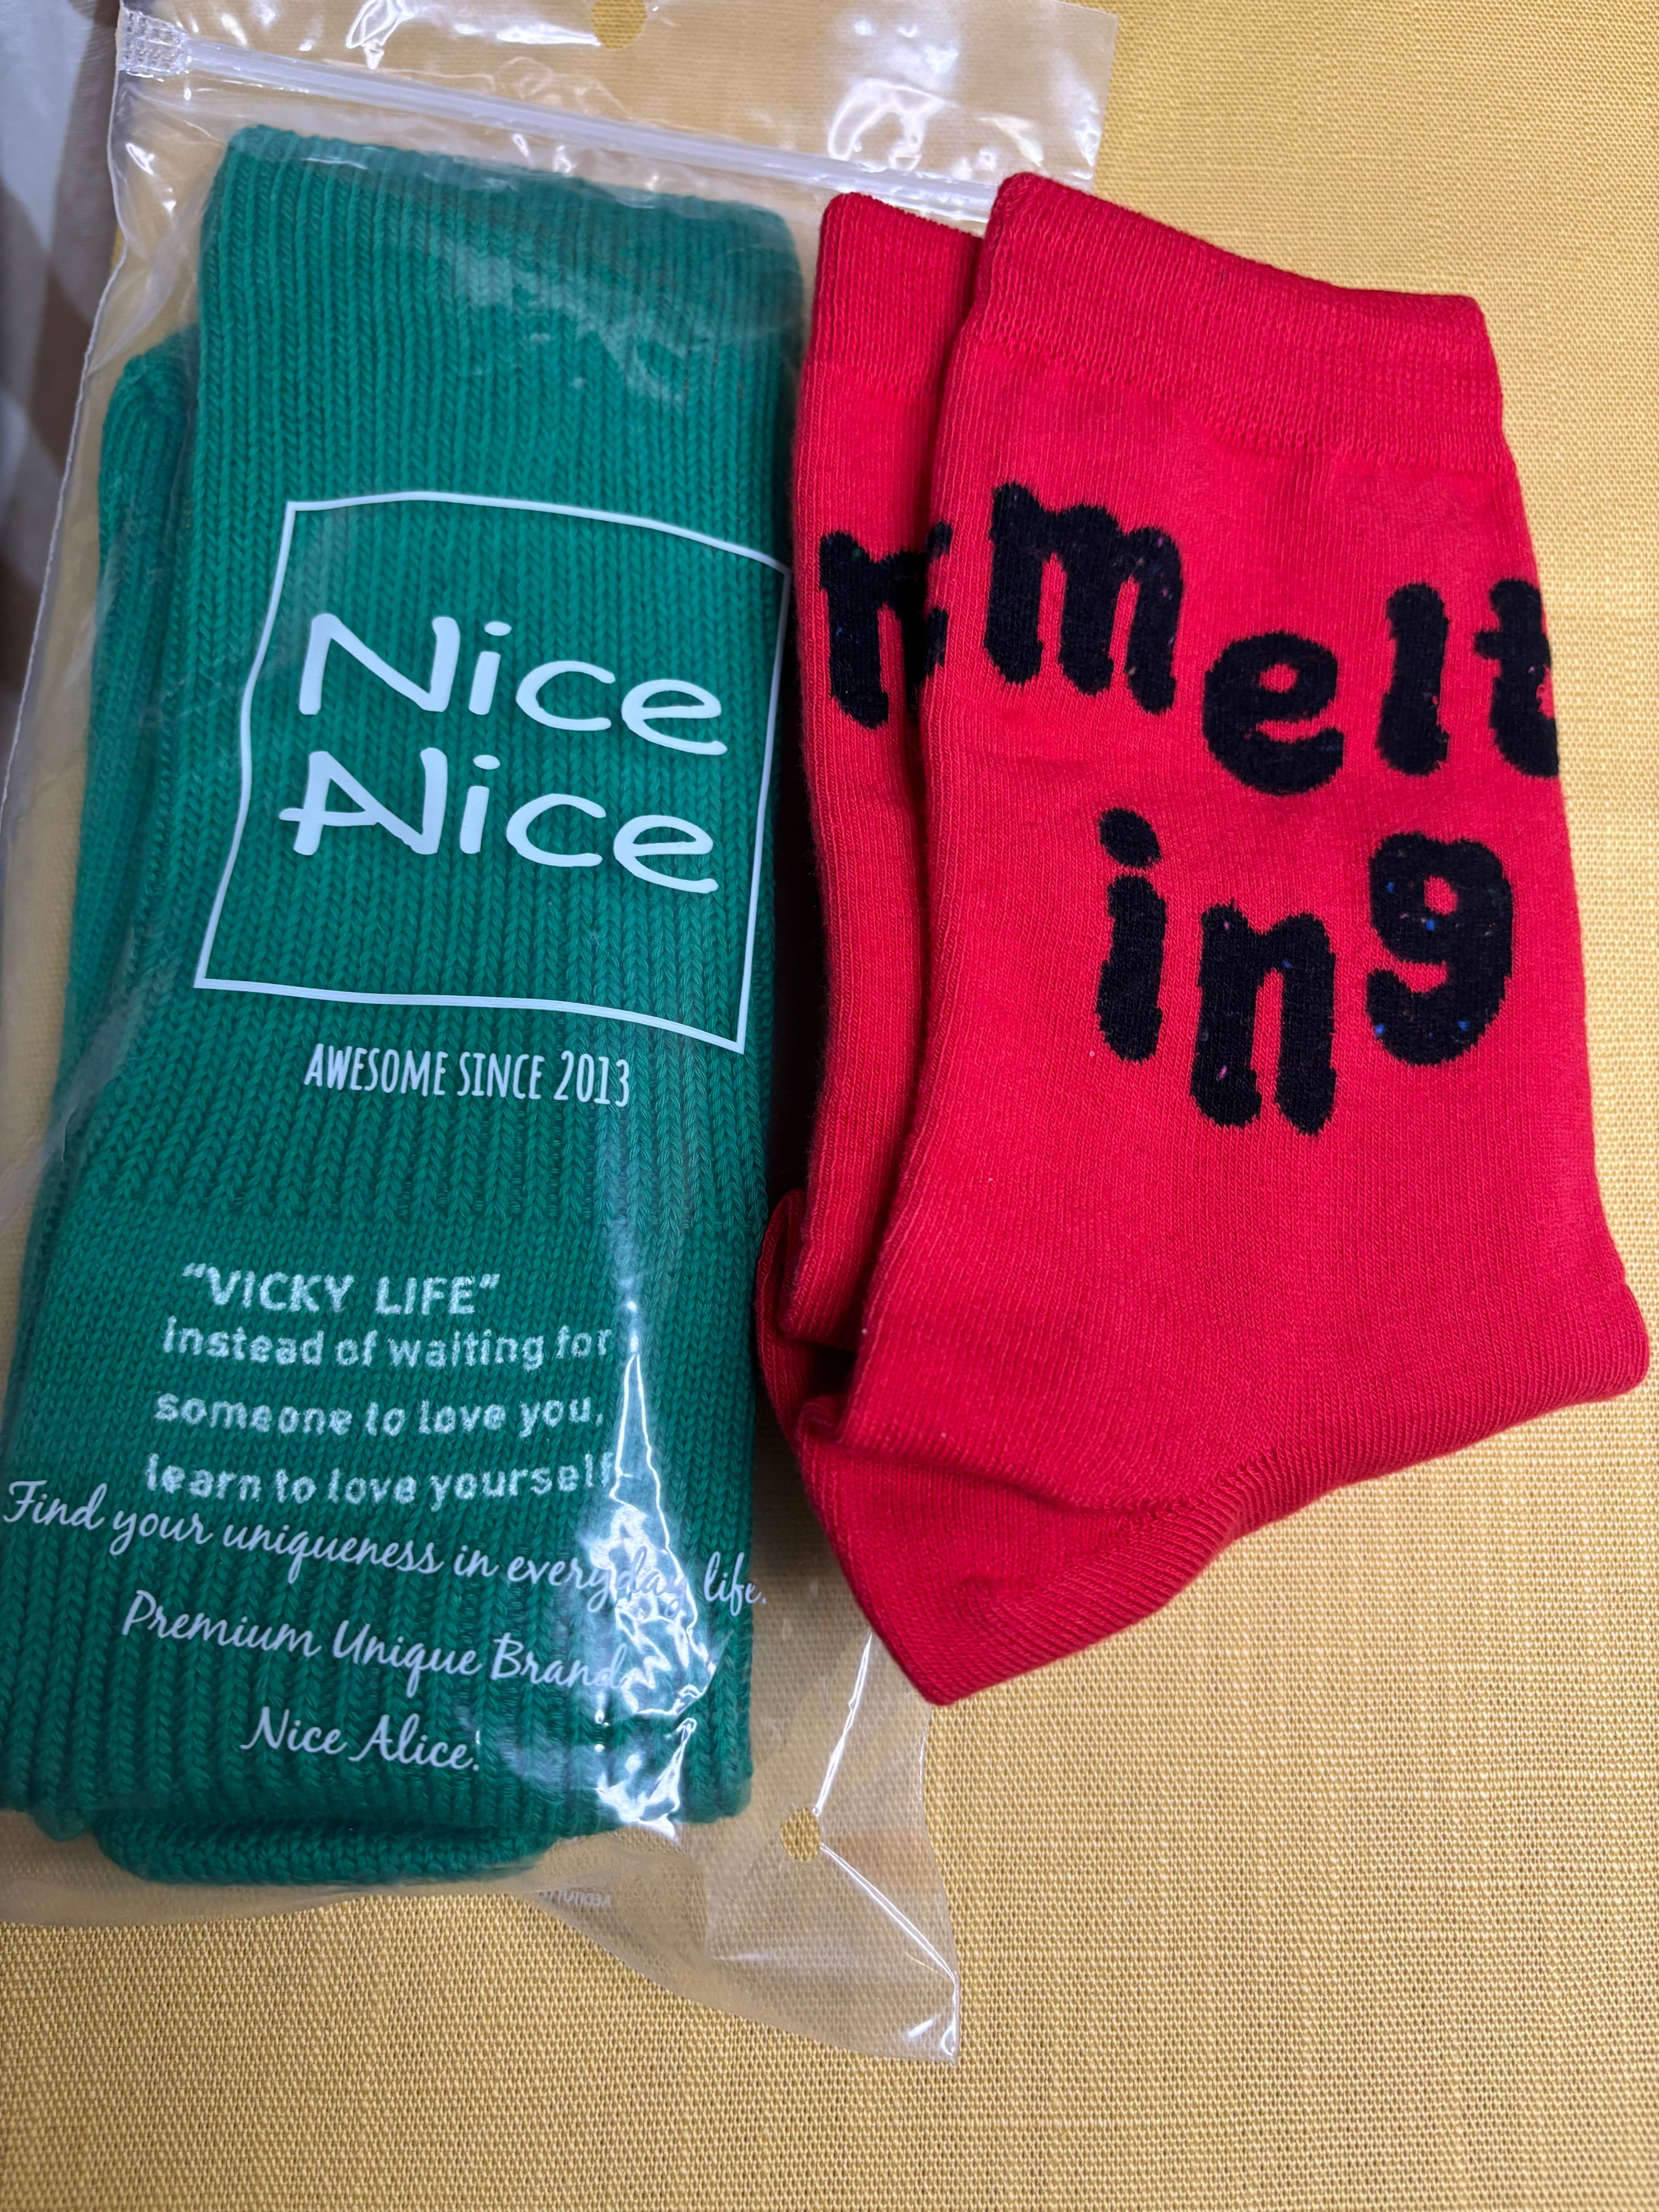 Nice
Alice
AWESOME SINCE 2013
"VICKY LIFE"
instead of waiting for
someone to love you,
learn to love yourself
Find your uniqueness in everyday life.
Premium Unique Brand
Nice Alice!
melt
ing